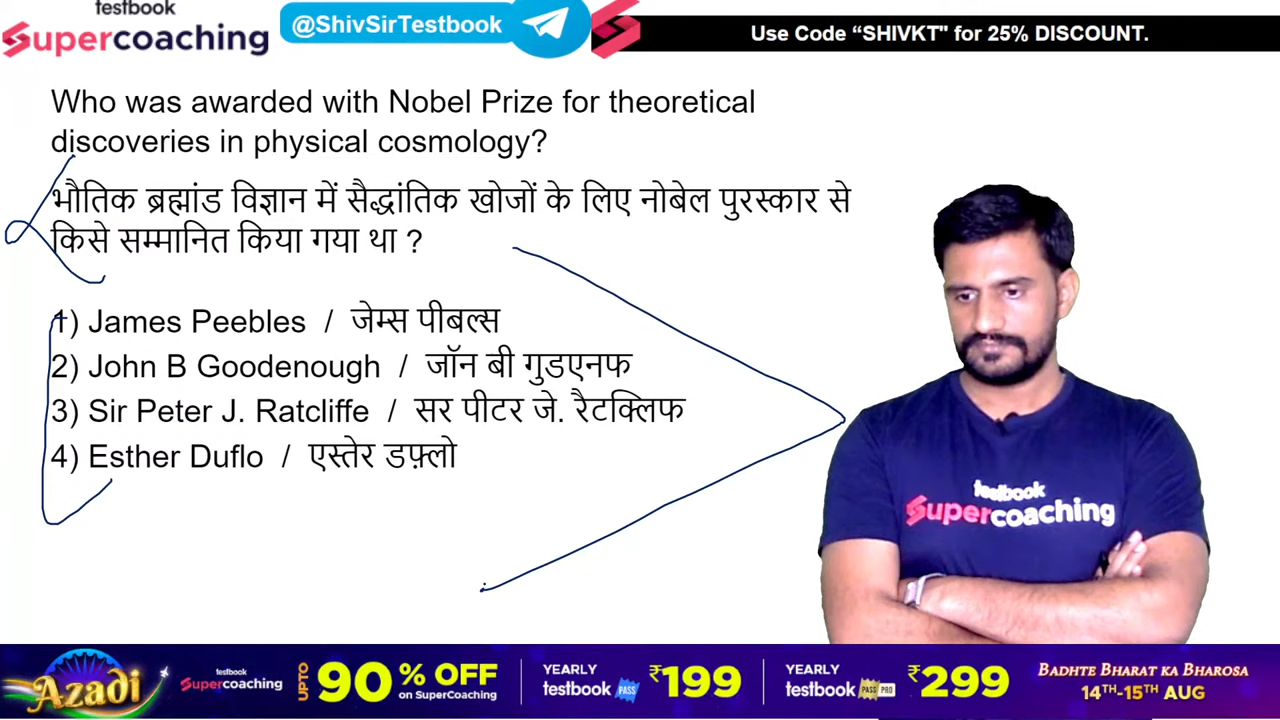 testbook
Supercoaching
@ShivSirTestbook
Use Code “SHIVKT" for 25% DISCOUNT.
Who was awarded with Nobel Prize for theoretical
discoveries in physical cosmology?
भौतिक ब्रह्मांड विज्ञान में सैद्धांतिक खोजों के लिए नोबेल पुरस्कार से
किसे सम्मानित किया गया था ?
1) James Peebles / जेम्स पीबल्स
2) John B Goodenough / जॉन बी गुडएनफ
3) Sir Peter J. Ratcliffe / सर पीटर जे. रैटक्लिफ
4) Esther Duflo / एस्तेर डफ़्लो
testbook
Supercoaching
Azadi
testbook
Supercoaching
UPTO 90% OFF
on SuperCoaching
YEARLY
testbook PASS
₹199
YEARLY
testbook PASS PRO
₹299
BADHTE BHARAT KA BHAROSA
14TH-15TH AUG